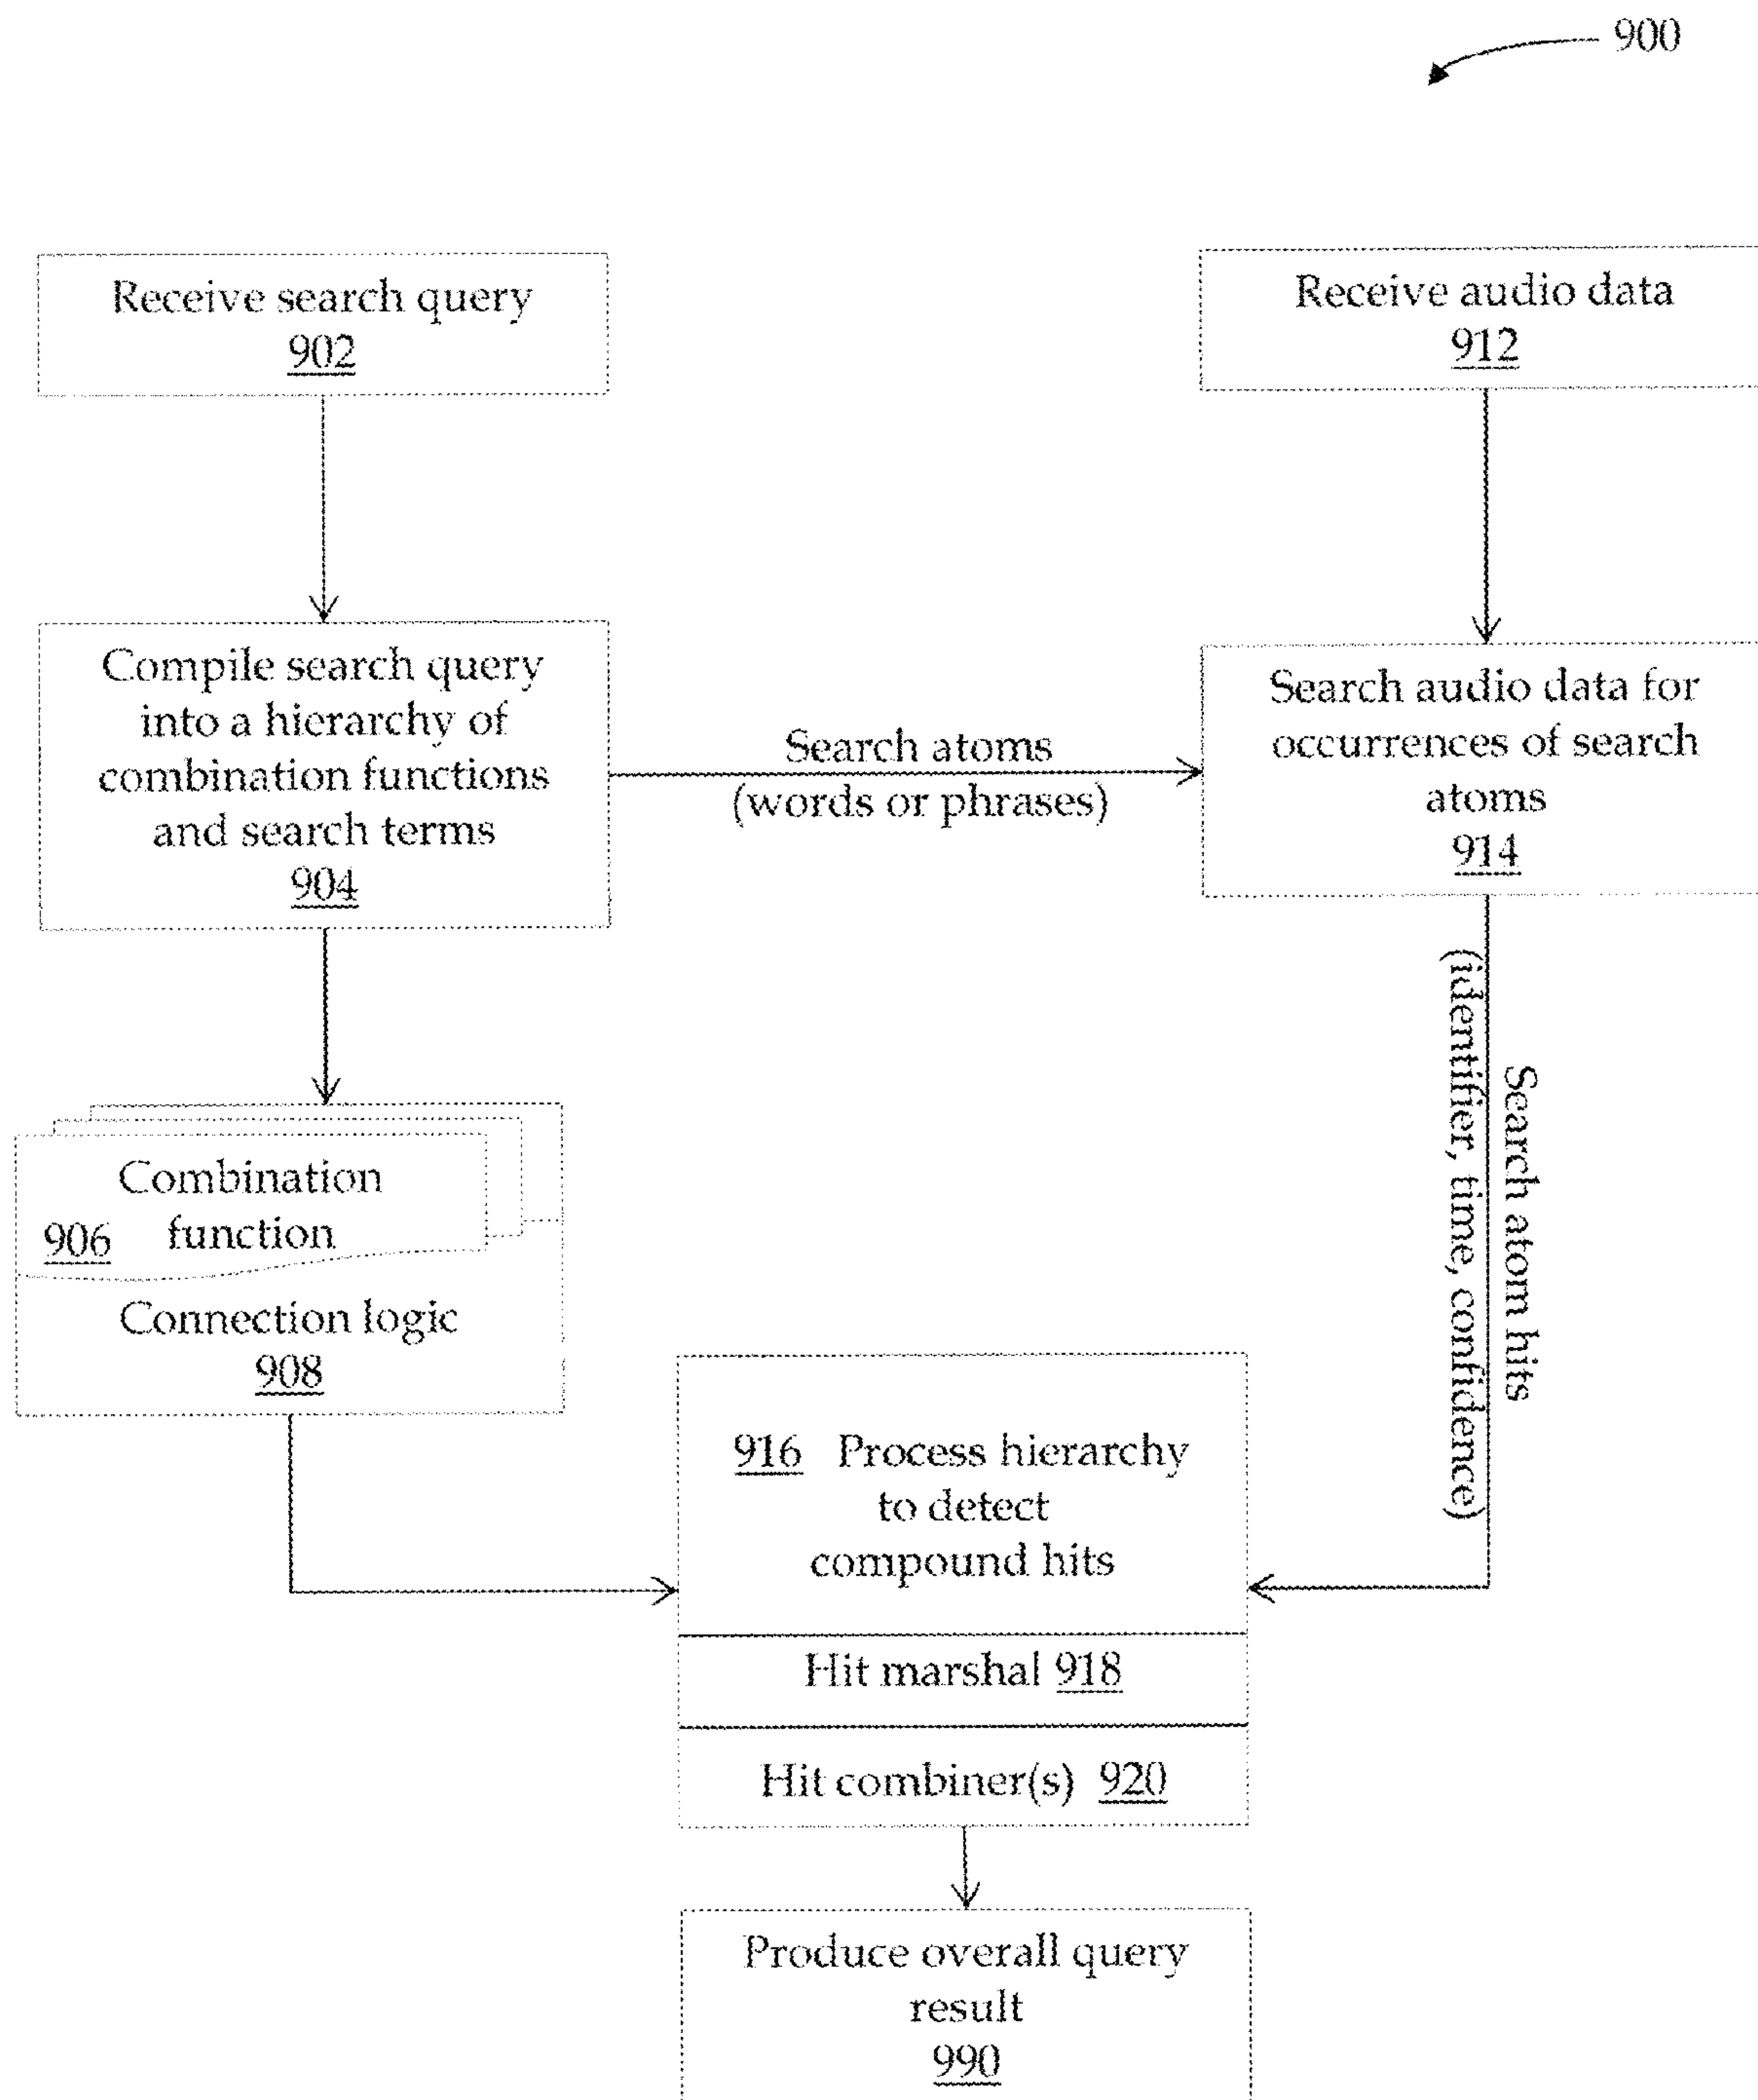 900
Receive search query
902
Receive audio data
912
Compile search query
into a hierarchy of
combination functions
and search terms
904
Search atoms
(words or phrases)
Search audio data for
occurrences of search
atoms
914
Search atom hits
(identifier, time, confidence)
Combination
906 function
Connection logic
908
916 Process hierarchy
to detect
compound hits
Hit marshal 918
Hit combiner(s) 920
Produce overall query
result
990